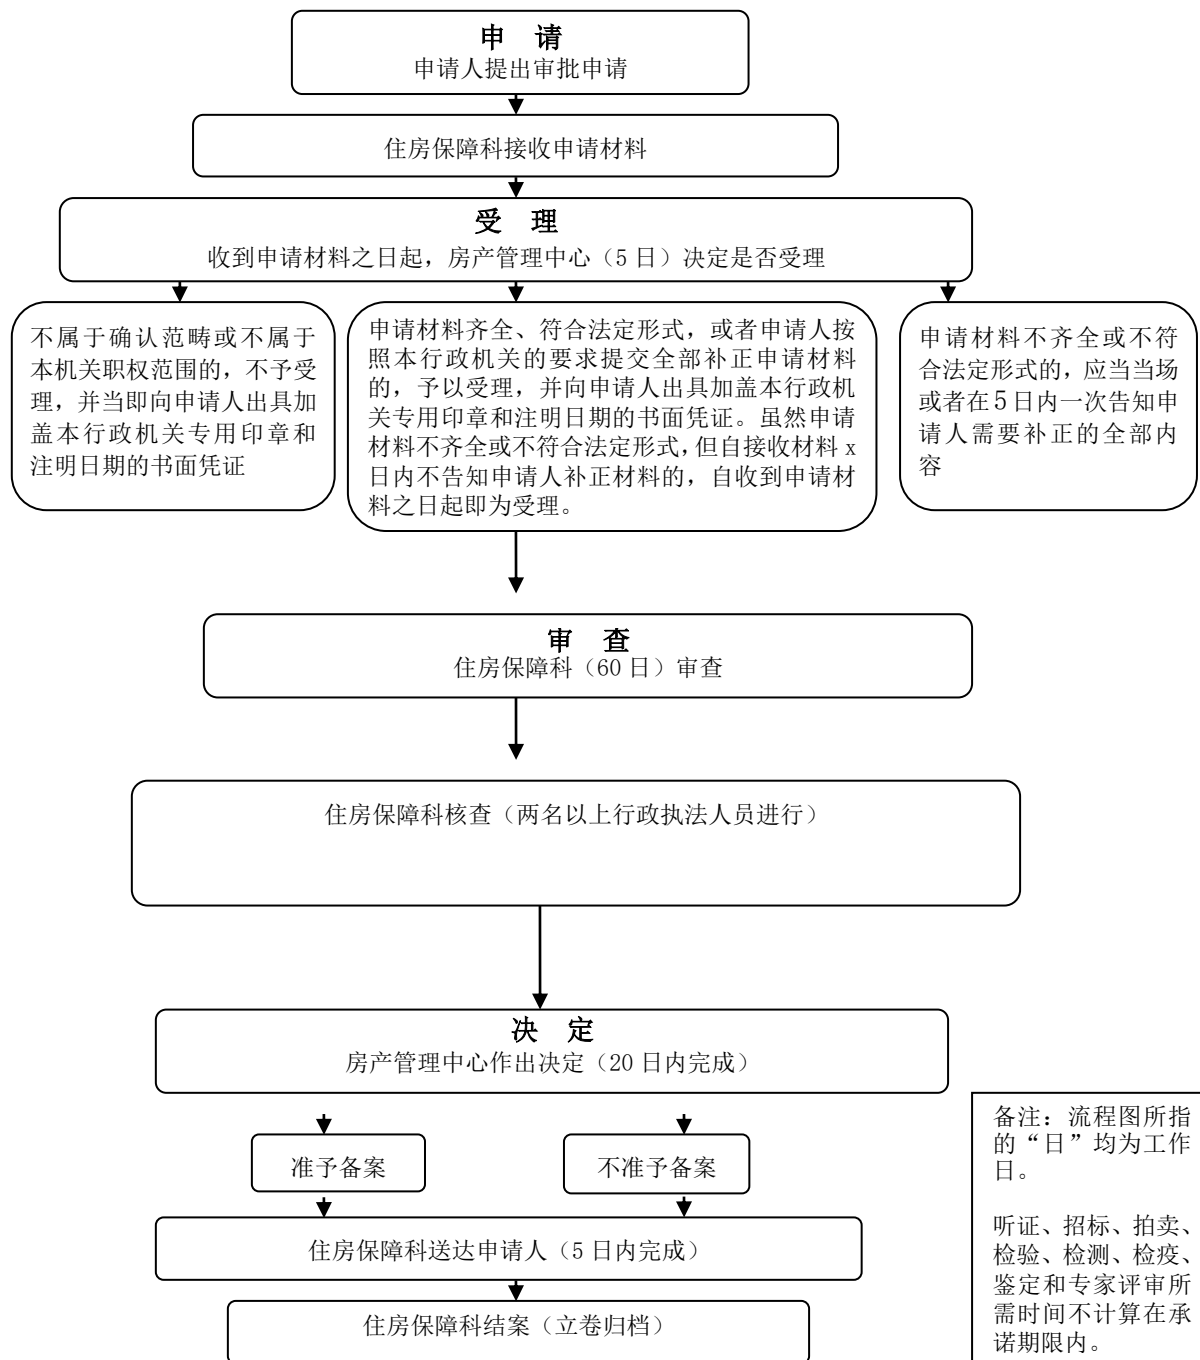 申 请
申请人提出审批申请
住房保障科接收申请材料
受 理
收到申请材料之日起，房产管理中心（5 日）决定是否受理
不属于确认范畴或不属于
本机关职权范围的，不予受
理，并当即向申请人出具加
盖本行政机关专用印章和
注明日期的书面凭证
申请材料齐全、符合法定形式，或者申请人按
照本行政机关的要求提交全部补正申请材料
的，予以受理，并向申请人出具加盖本行政机
关专用印章和注明日期的书面凭证。虽然申请
材料不齐全或不符合法定形式，但自接收材料 x
日内不告知申请人补正材料的，自收到申请材
料之日起即为受理。
申请材料不齐全或不符
合法定形式的，应当当场
或者在 5 日内一次告知申
请人需要补正的全部内
容
审 查
住房保障科（60 日）审查
住房保障科核查（两名以上行政执法人员进行）
决 定
房产管理中心作出决定（20 日内完成）
准予备案
不准予备案
住房保障科送达申请人（5 日内完成）
住房保障科结案（立卷归档）
备注：流程图所指
的“日”均为工作
日。
听证、招标、拍卖、
检验、检测、检疫、
鉴定和专家评审所
需时间不计算在承
诺期限内。